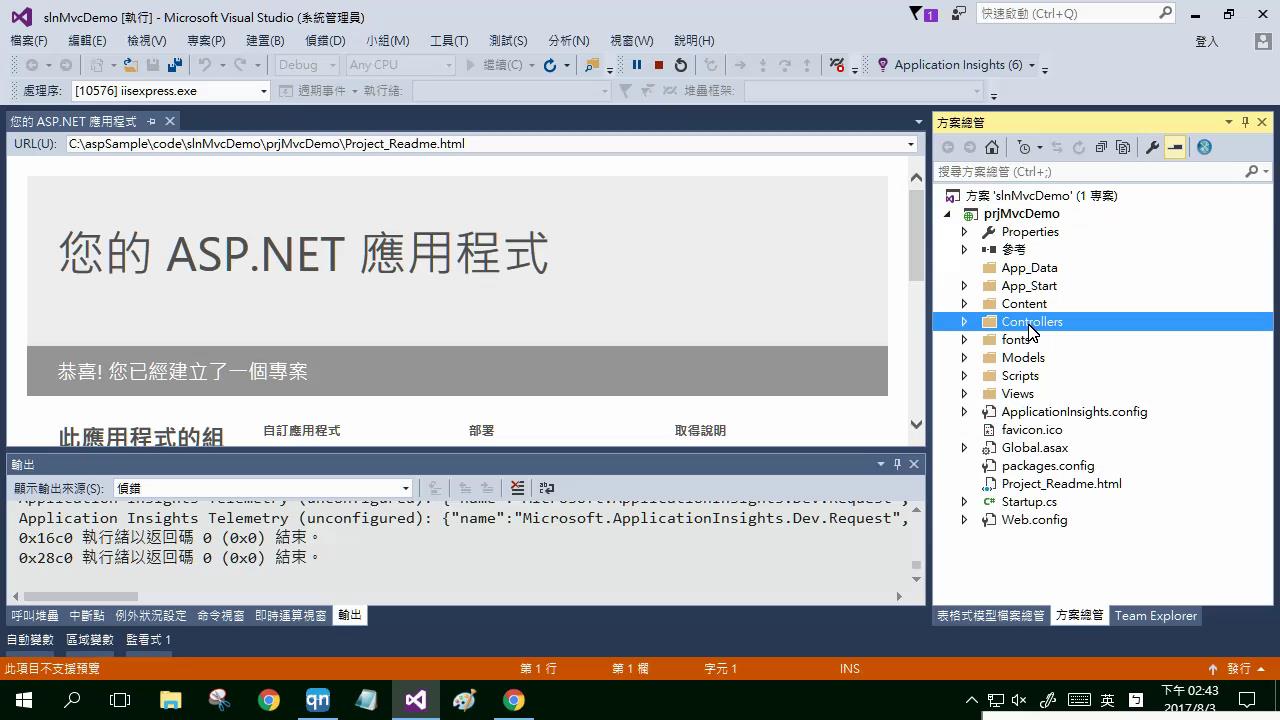 slnMvcDemo [執行] - Microsoft Visual Studio (系統管理員)
1
快速啟動 (Ctrl+Q)
檔案(F) 編輯(E) 檢視(V) 專案(P) 建置(B) 偵錯(D) 小組(M) 工具(T) 測試(S) 分析(N) 視窗(W) 說明(H) 登入
Debug Any CPU 繼續(C) Application Insights (6)
處理序: [10576] iisexpress.exe 週期事件 執行緒: 堆疊框架:
您的 ASP.NET 應用程式
URL(U): C:\aspSample\code\slnMvcDemo\prjMvcDemo\Project_Readme.html
您的 ASP.NET 應用程式
恭喜! 您已經建立了一個專案
此應用程式的組
自訂應用程式 部署 取得說明
輸出
顯示輸出來源(S): 偵錯
Application Insights Telemetry (unconfigured): {"name":"Microsoft.ApplicationInsights.Dev.Request",
Application Insights Telemetry (unconfigured): {"name":"Microsoft.ApplicationInsights.Dev.Request",
0x16c0 執行緒以返回碼 0 (0x0) 結束。
0x28c0 執行緒以返回碼 0 (0x0) 結束。
呼叫堆疊 中斷點 例外狀況設定 命令視窗 即時運算視窗 輸出
自動變數 區域變數 監看式 1
方案總管
搜尋方案總管 (Ctrl+;)
方案 'slnMvcDemo' (1 專案)
prjMvcDemo
Properties
參考
App_Data
App_Start
Content
Controllers
fonts
Models
Scripts
Views
ApplicationInsights.config
favicon.ico
Global.asax
packages.config
Project_Readme.html
Startup.cs
Web.config
表格式模型檔案總管 方案總管 Team Explorer
此項目不支援預覽 第 1 行 第 1 欄 字元 1 INS 發行
qn
英
下午 02:43
2017/8/3